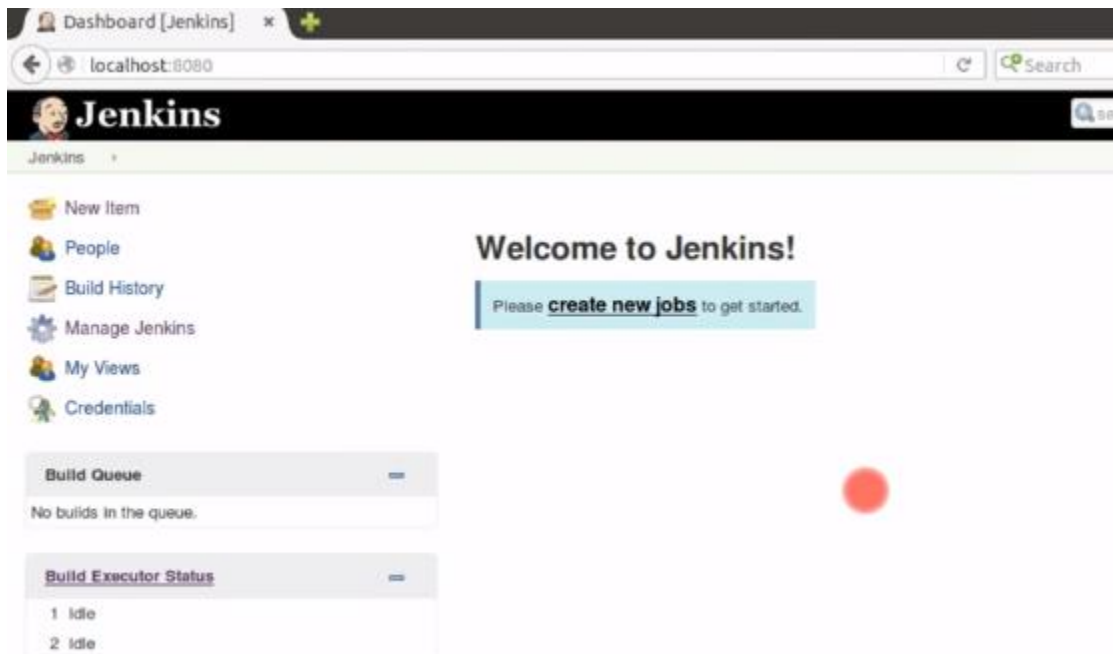 Dashboard [Jenkins]
localhost:8080
Search
Jenkins
se
Jenkins
New Item
People
Build History
Manage Jenkins
My Views
Credentials
Welcome to Jenkins!
Please create new jobs to get started.
Build Queue
No builds in the queue.
Build Executor Status
1 Idle
2 Idle